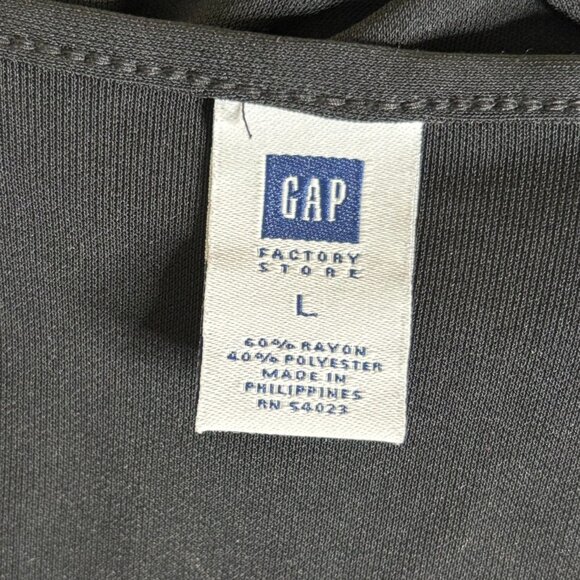 GAP
FACTORY
STORE
L
60% RAYON
40% POLYESTER
MADE IN
PHILIPPINES
RN 54023